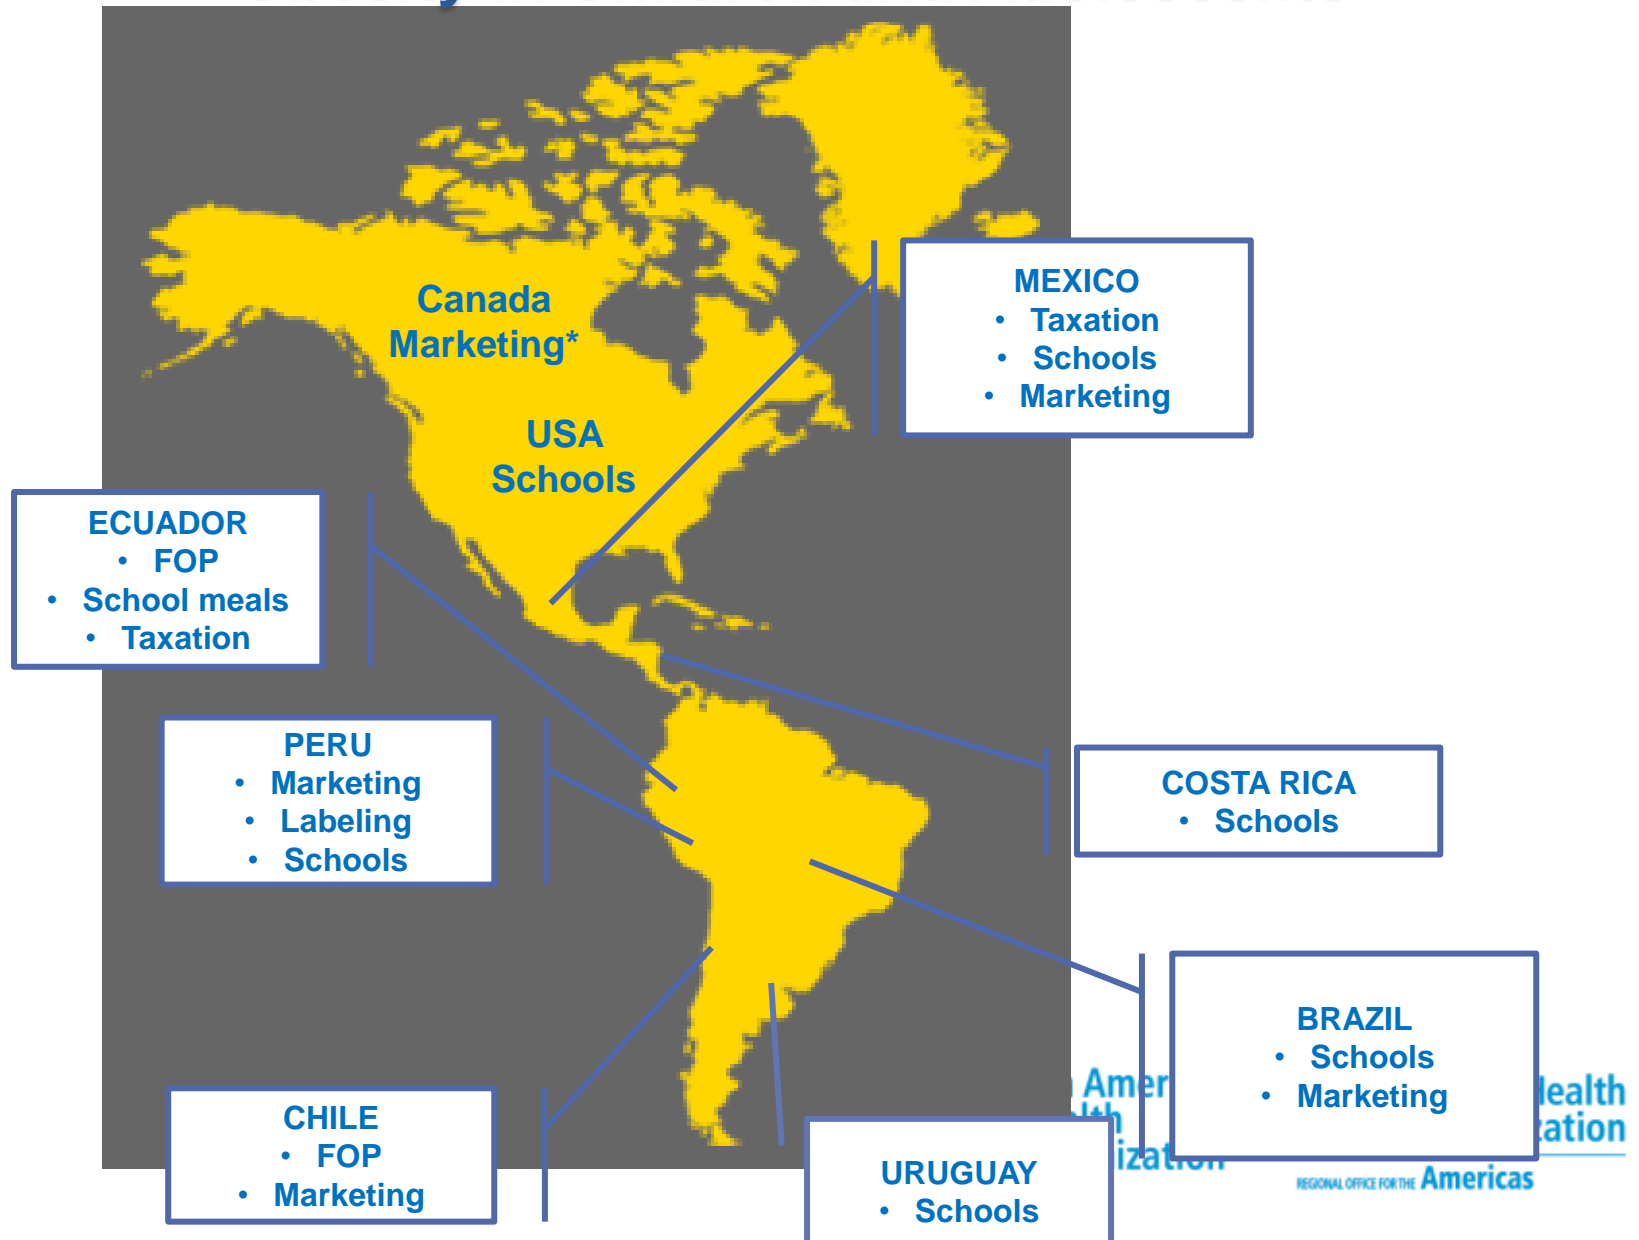 Canada
Marketing*
USA
Schools
MEXICO
• Taxation
• Schools
• Marketing
ECUADOR
• FOP
• School meals
• Taxation
PERU
• Marketing
• Labeling
• Schools
COSTA RICA
• Schools
BRAZIL
• Schools
• Marketing
CHILE
• FOP
• Marketing
URUGUAY
• Schools
REGIONAL OFFICE FOR THE Americas